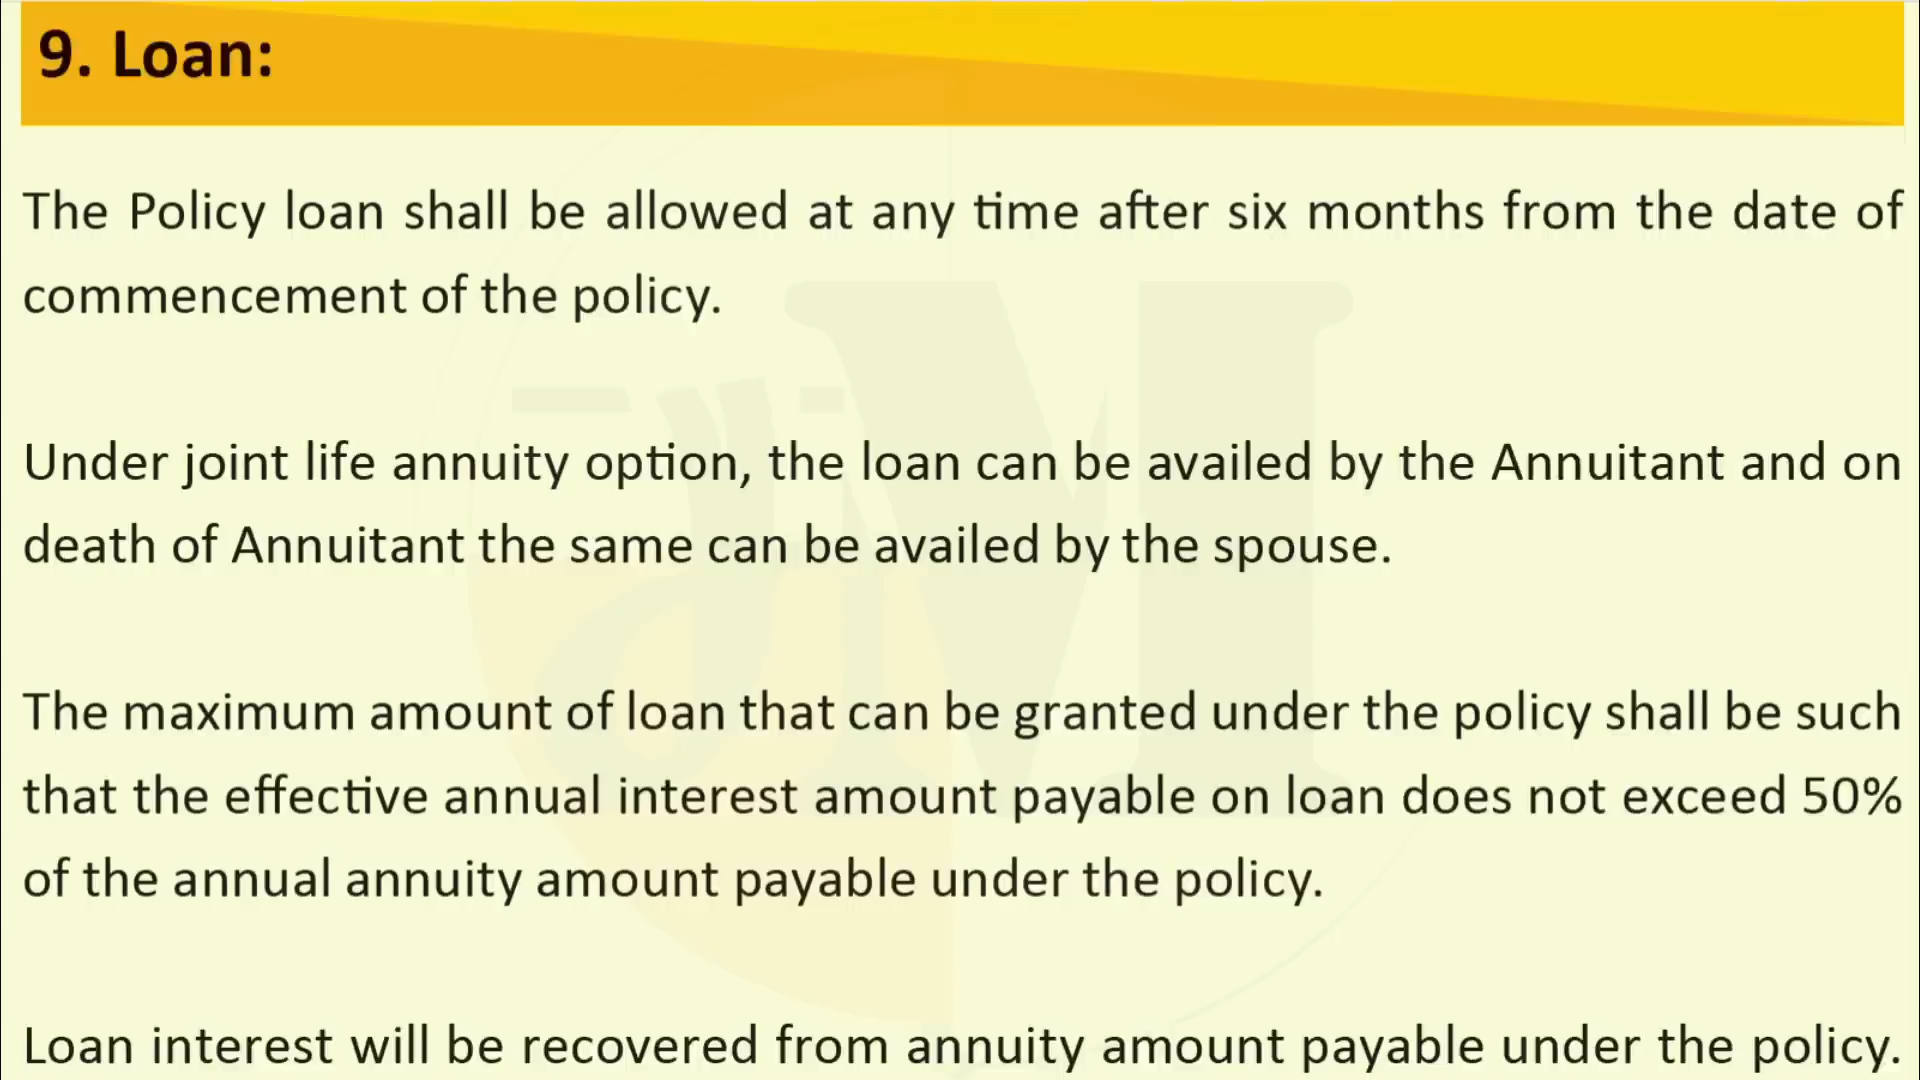 9. Loan:
The Policy loan shall be allowed at any time after six months from the date of
commencement of the policy.
Under joint life annuity option, the loan can be availed by the Annuitant and on
death of Annuitant the same can be availed by the spouse.
The maximum amount of loan that can be granted under the policy shall be such
that the effective annual interest amount payable on loan does not exceed 50%
of the annual annuity amount payable under the policy.
Loan interest will be recovered from annuity amount payable under the policy.